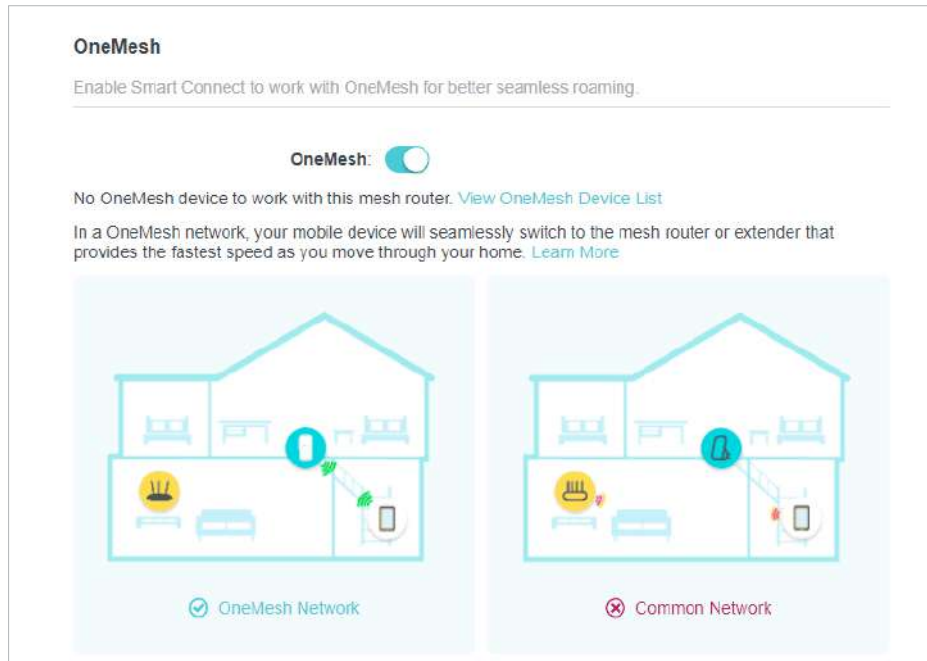 OneMesh
Enable Smart Connect to work with OneMesh for better seamless roaming.
OneMesh:
No OneMesh device to work with this mesh router. View OneMesh Device List
In a OneMesh network, your mobile device will seamlessly switch to the mesh router or extender that
provides the fastest speed as you move through your home. Learn More
OneMesh Network
Common Network